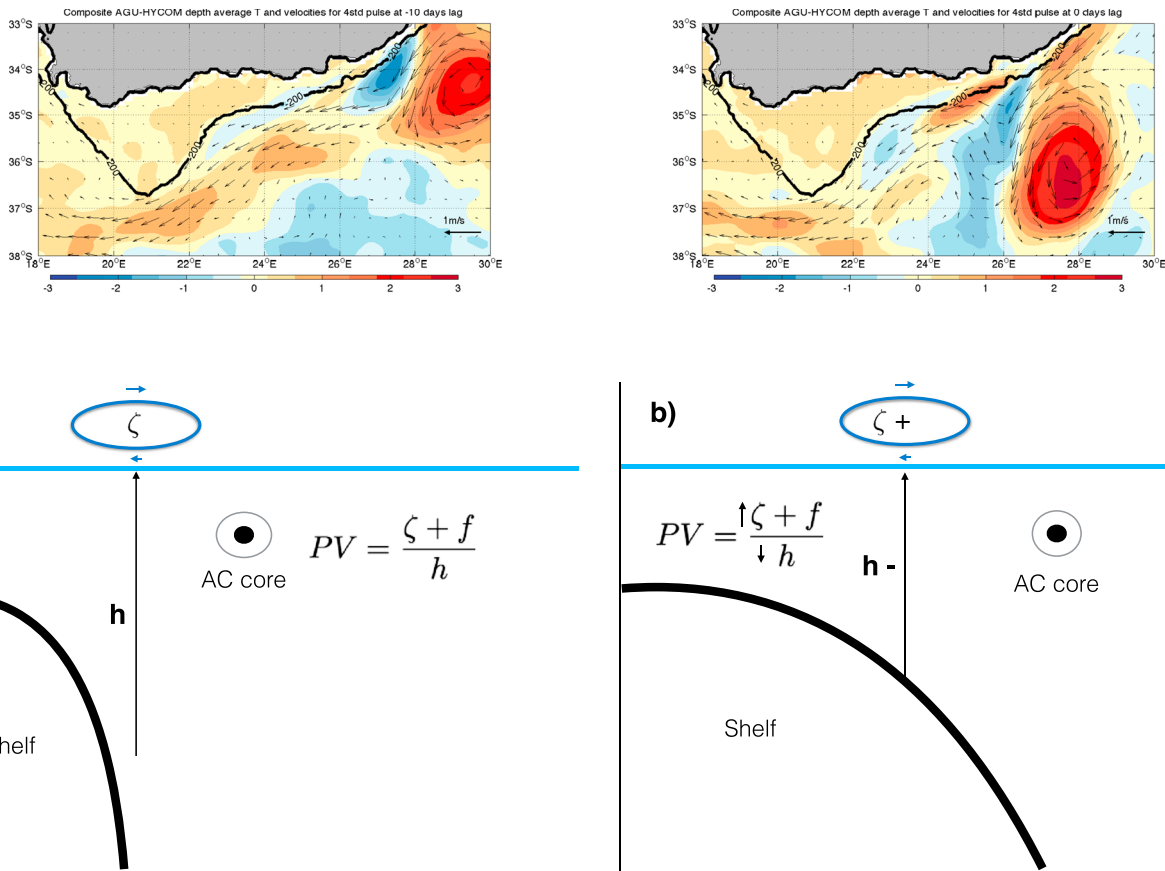 Composite AGU-HYCOM depth average T and velocities for 4std pulse at -10 days lag
33°S
34°S
35°S
36°S
37°S
38°S
-200
-200
-200
-200
-200
1m/s
18°E 20°E 22°E 24°E 26°E 28°E 30°E
-3 -2 -1 0 1 2 3
Composite AGU-HYCOM depth average T and velocities for 4std pulse at 0 days lag
33°S
34°S
35°S
36°S
37°S
38°S
-200
-200
-200
-200
-200
1m/s
18°E 20°E 22°E 24°E 26°E 28°E 30°E
-3 -2 -1 0 1 2 3
ζ
AC core
PV = ζ + f / h
h
helf
b)
ζ +
PV = ↑ζ + f / ↓h
h -
AC core
Shelf